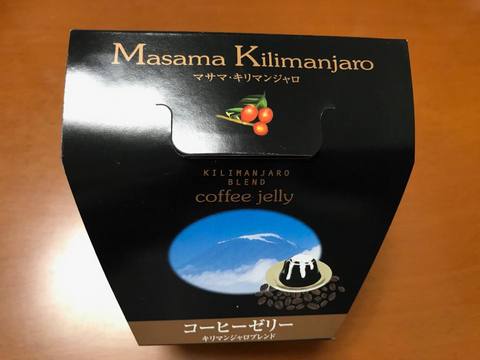 Masama Kilimanjaro
マサマ・キリマンジャロ
KILIMANJARO
BLEND
coffee jelly
コーヒーゼリー
キリマンジャロブレンド